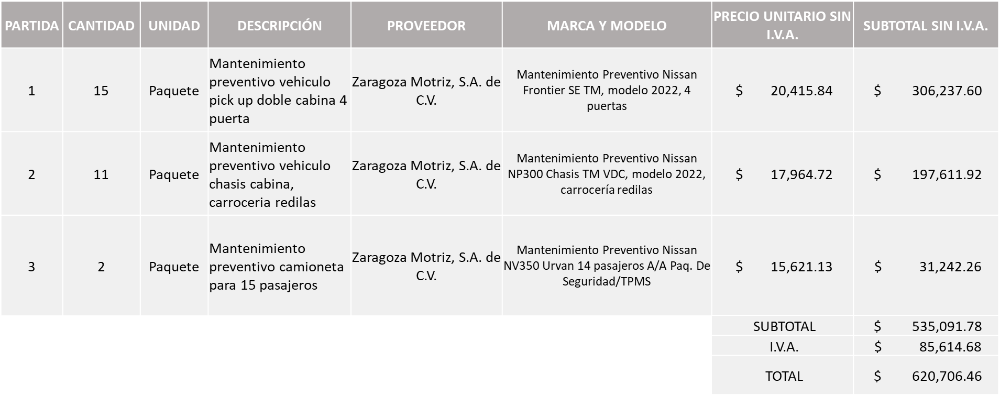 PARTIDA CANTIDAD UNIDAD DESCRIPCIÓN PROVEEDOR MARCA Y MODELO PRECIO UNITARIO SIN I.V.A. SUBTOTAL SIN I.V.A.
1
15
Paquete
Mantenimiento
preventivo vehiculo
pick up doble cabina 4
puerta
Zaragoza Motriz, S.A. de
C.V.
Mantenimiento Preventivo Nissan
Frontier SE TM, modelo 2022, 4
puertas
$ 20,415.84
$ 306,237.60
2
11
Paquete
Mantenimiento
preventivo vehiculo
chasis cabina,
carroceria redilas
Zaragoza Motriz, S.A. de
C.V.
Mantenimiento Preventivo Nissan
NP300 Chasis TM VDC, modelo 2022,
carrocería redilas
$ 17,964.72
$ 197,611.92
3
2
Paquete
Mantenimiento
preventivo camioneta
para 15 pasajeros
Zaragoza Motriz, S.A. de
C.V.
Mantenimiento Preventivo Nissan
NV350 Urvan 14 pasajeros A/A Paq. De
Seguridad/TPMS
$ 15,621.13
$ 31,242.26
SUBTOTAL $ 535,091.78
I.V.A. $ 85,614.68
TOTAL $ 620,706.46